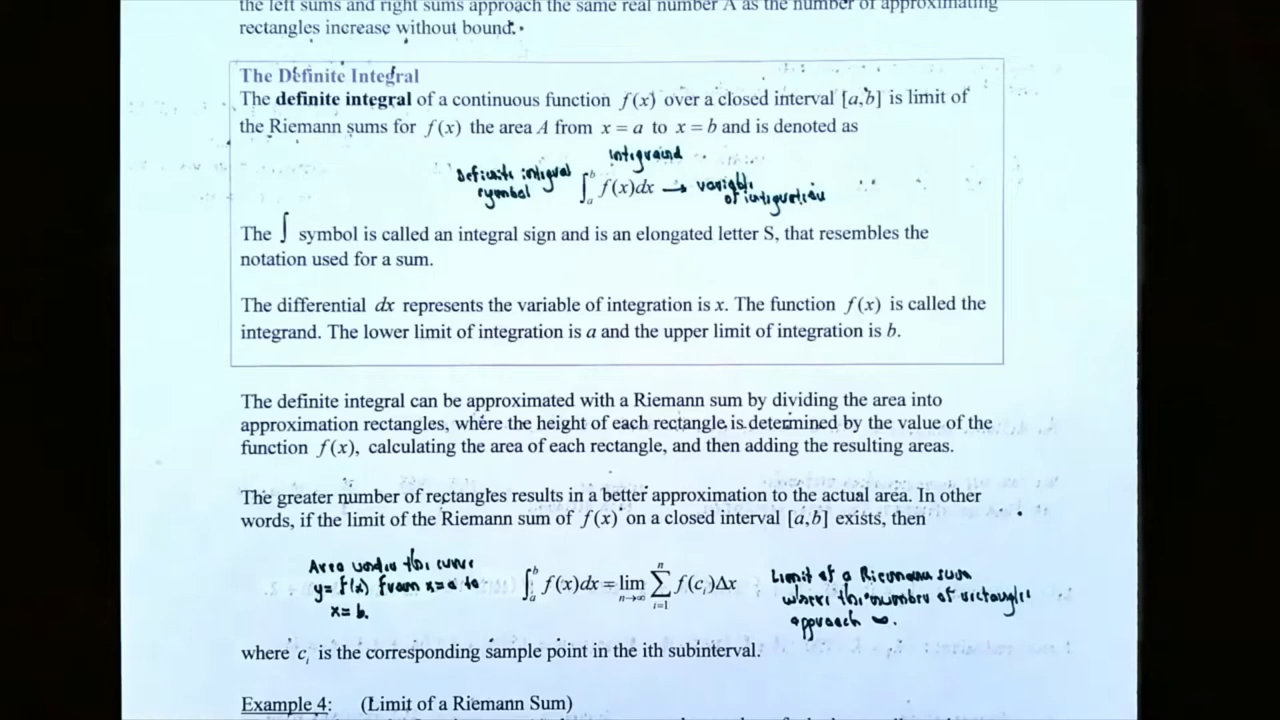 the left sums and right sums approach the same real number A as the number of approximating
rectangles increase without bound.
The Definite Integral
The definite integral of a continuous function f(x) over a closed interval [a,b] is limit of
the Riemann sums for f(x) the area A from x = a to x = b and is denoted as
integrand
Definite integral
symbol
∫_a^b f(x)dx → variable
of integration
The ∫ symbol is called an integral sign and is an elongated letter S, that resembles the
notation used for a sum.
The differential dx represents the variable of integration is x. The function f(x) is called the
integrand. The lower limit of integration is a and the upper limit of integration is b.
The definite integral can be approximated with a Riemann sum by dividing the area into
approximation rectangles, where the height of each rectangle is determined by the value of the
function f(x), calculating the area of each rectangle, and then adding the resulting areas.
The greater number of rectangles results in a better approximation to the actual area. In other
words, if the limit of the Riemann sum of f(x) on a closed interval [a,b] exists, then
Area under the curve
y = f(x) from x = a to
x = b.
∫_a^b f(x)dx = lim_{n→∞} ∑_{i=1}^n f(c_i)Δx
Limit of a Riemann sum
where the number of rectangles
approach ∞.
where c_i is the corresponding sample point in the ith subinterval.
Example 4: (Limit of a Riemann Sum)